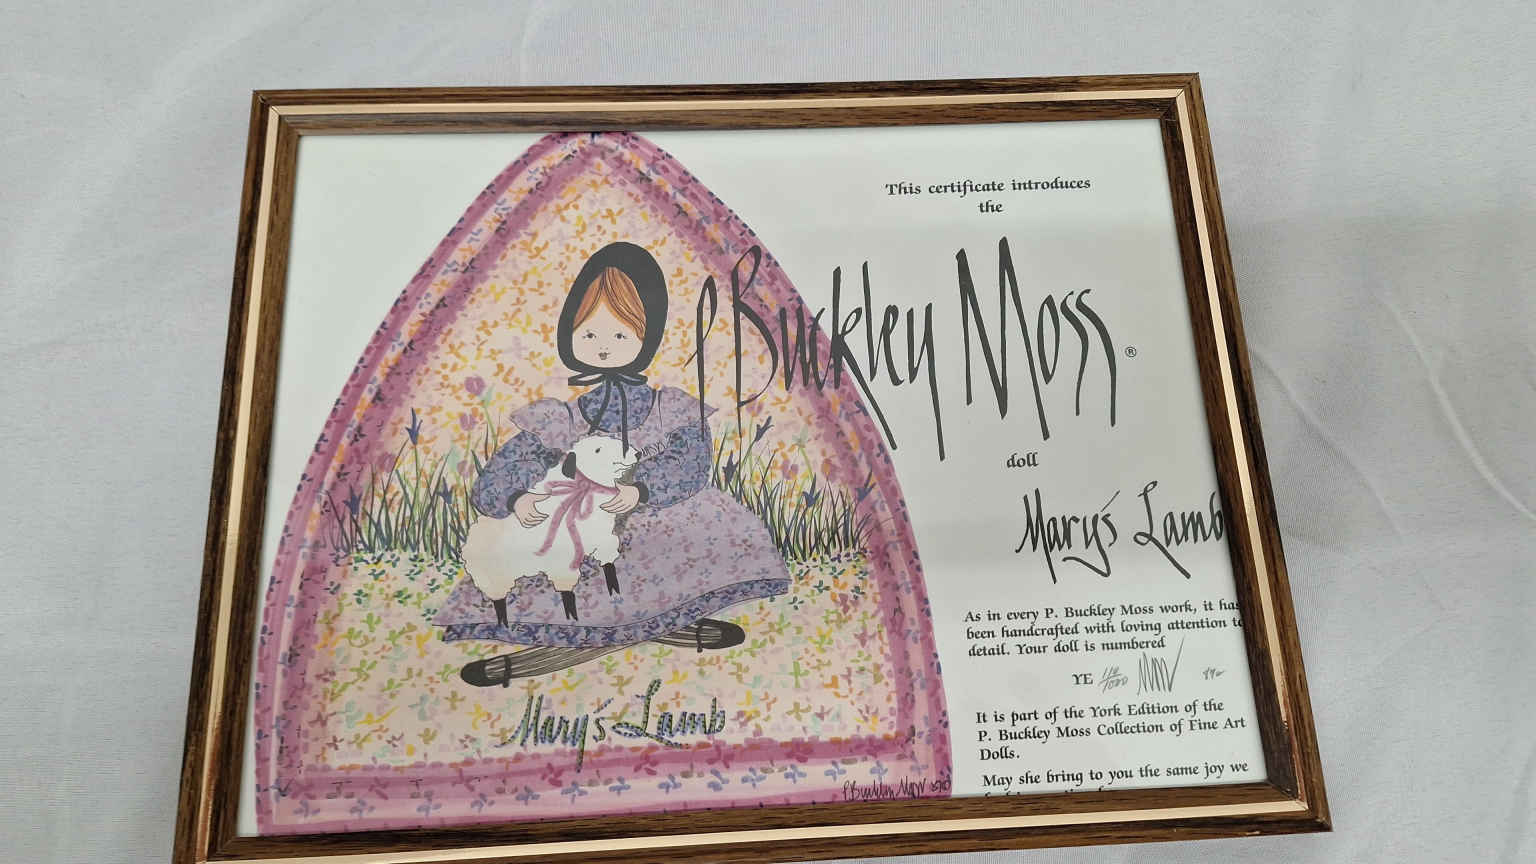 This certificate introduces
the
P Buckley Moss ®
doll
Mary's Lamb
As in every P. Buckley Moss work, it has
been handcrafted with loving attention to
detail. Your doll is numbered
YE
It is part of the York Edition of the
P. Buckley Moss Collection of Fine Art
Dolls.
May she bring to you the same joy we
Mary's Lamb
P. Buckley Moss